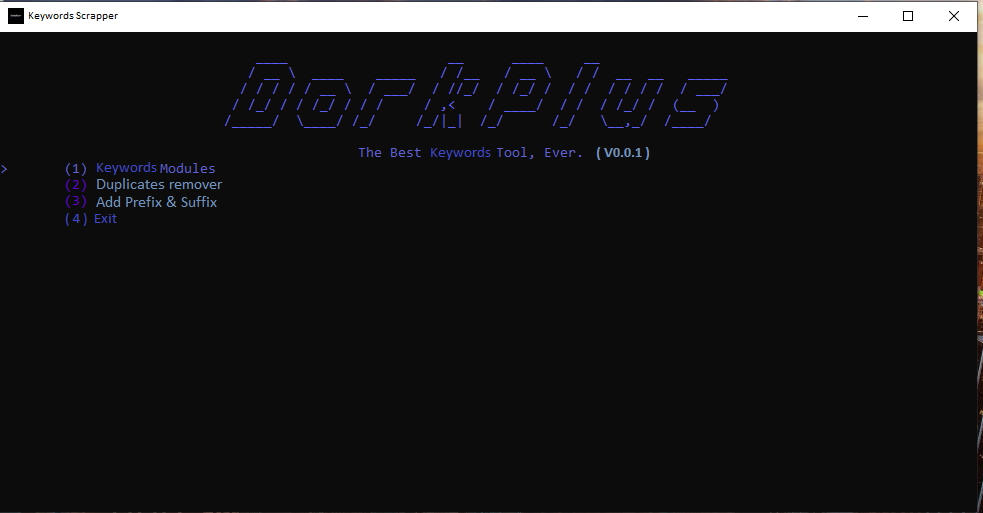 Keywords Scrapper
DorkPlus
The Best Keywords Tool, Ever. (V0.0.1)
> (1) Keywords Modules
(2) Duplicates remover
(3) Add Prefix & Suffix
(4) Exit